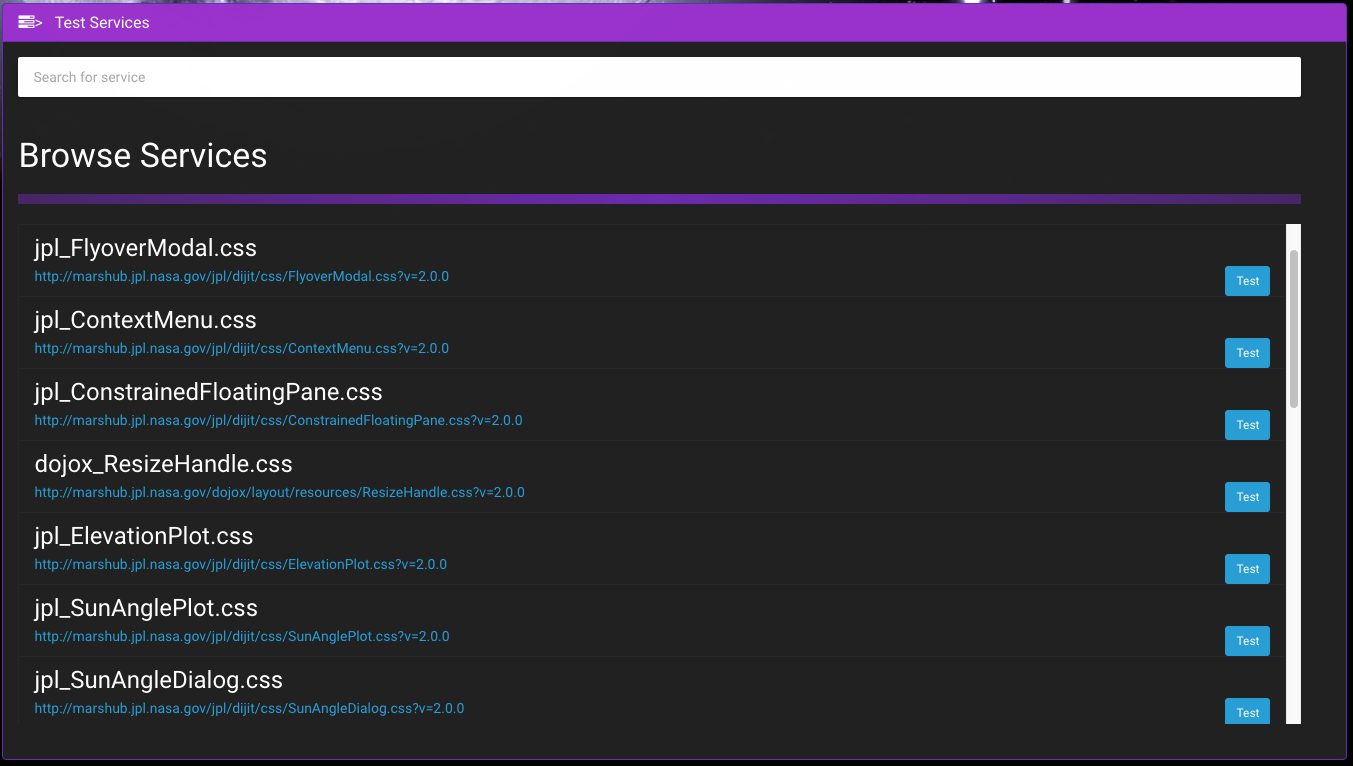 Test Services
Search for service
Browse Services
jpl_FlyoverModal.css
http://marshub.jpl.nasa.gov/jpl/dijit/css/FlyoverModal.css?v=2.0.0
Test
jpl_ContextMenu.css
http://marshub.jpl.nasa.gov/jpl/dijit/css/ContextMenu.css?v=2.0.0
Test
jpl_ConstrainedFloatingPane.css
http://marshub.jpl.nasa.gov/jpl/dijit/css/ConstrainedFloatingPane.css?v=2.0.0
Test
dojox_ResizeHandle.css
http://marshub.jpl.nasa.gov/dojox/layout/resources/ResizeHandle.css?v=2.0.0
Test
jpl_ElevationPlot.css
http://marshub.jpl.nasa.gov/jpl/dijit/css/ElevationPlot.css?v=2.0.0
Test
jpl_SunAnglePlot.css
http://marshub.jpl.nasa.gov/jpl/dijit/css/SunAnglePlot.css?v=2.0.0
Test
jpl_SunAngleDialog.css
http://marshub.jpl.nasa.gov/jpl/dijit/css/SunAngleDialog.css?v=2.0.0
Test